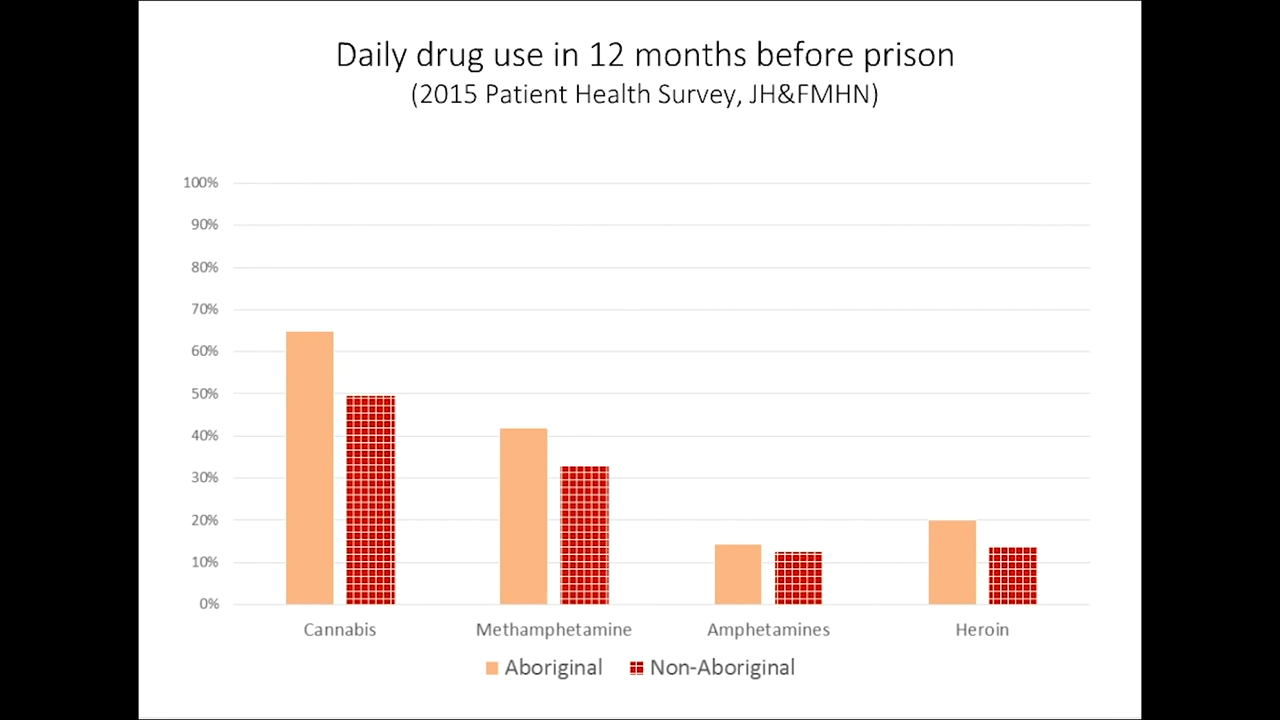 Daily drug use in 12 months before prison
(2015 Patient Health Survey, JH&FMHN)
100%
90%
80%
70%
60%
50%
40%
30%
20%
10%
0%
Cannabis Methamphetamine Amphetamines Heroin
Aboriginal Non-Aboriginal